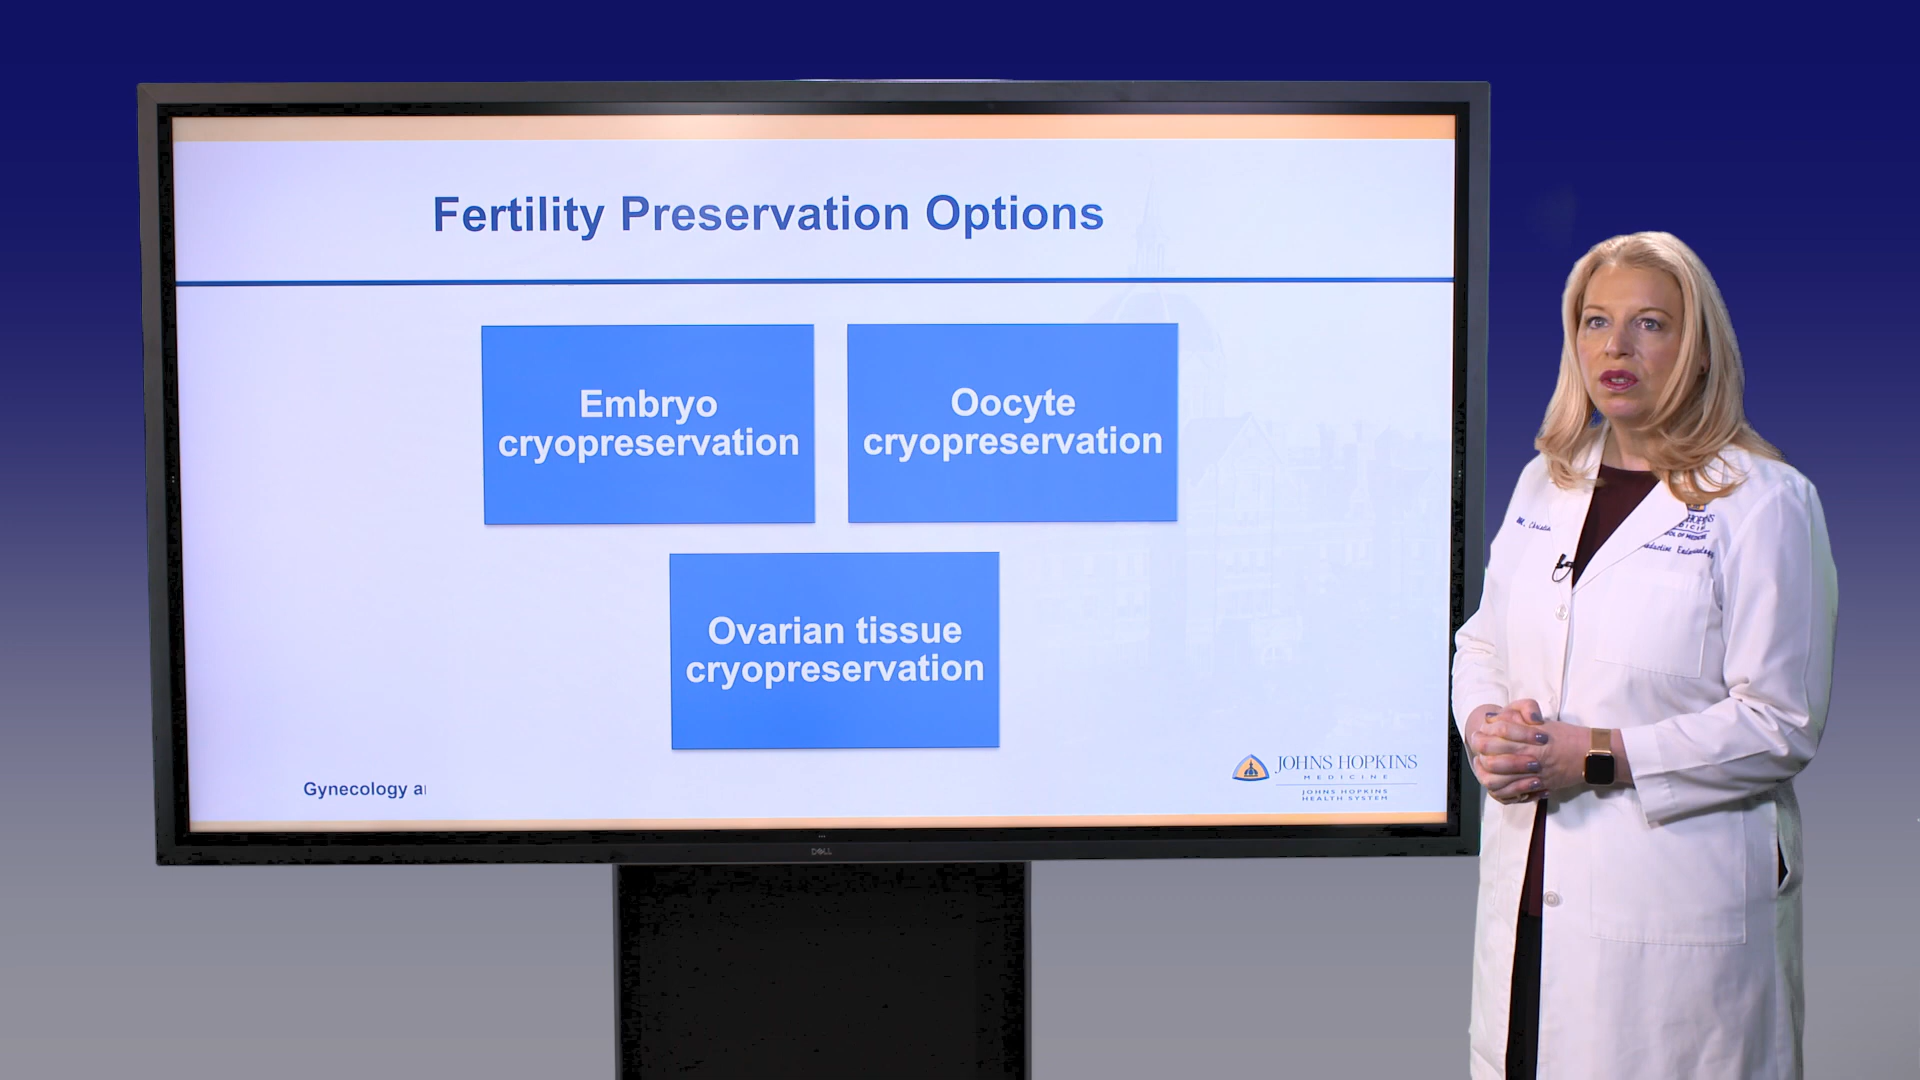 Fertility Preservation Options
Embryo
cryopreservation
Oocyte
cryopreservation
Ovarian tissue
cryopreservation
Gynecology a
JOHNS HOPKINS
MEDICINE
JOHNS HOPKINS
HEALTH SYSTEM
DELL